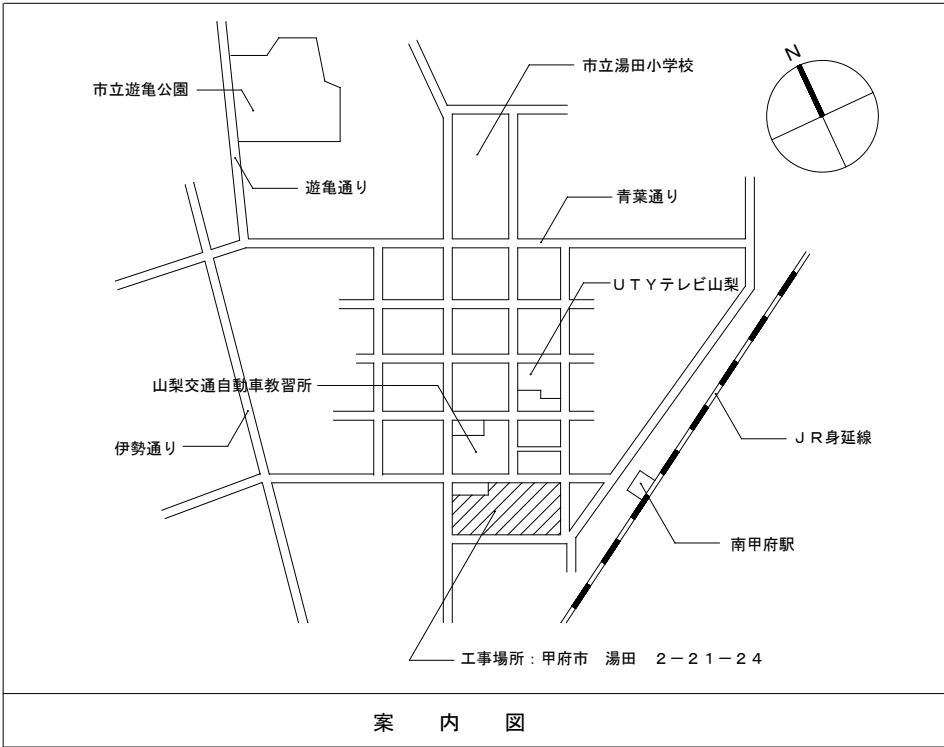 N
市立湯田小学校
市立遊亀公園
遊亀通り
青葉通り
ＵＴＹテレビ山梨
山梨交通自動車教習所
伊勢通り
ＪＲ身延線
南甲府駅
工事場所：甲府市　湯田　２－２１－２４
案　内　図